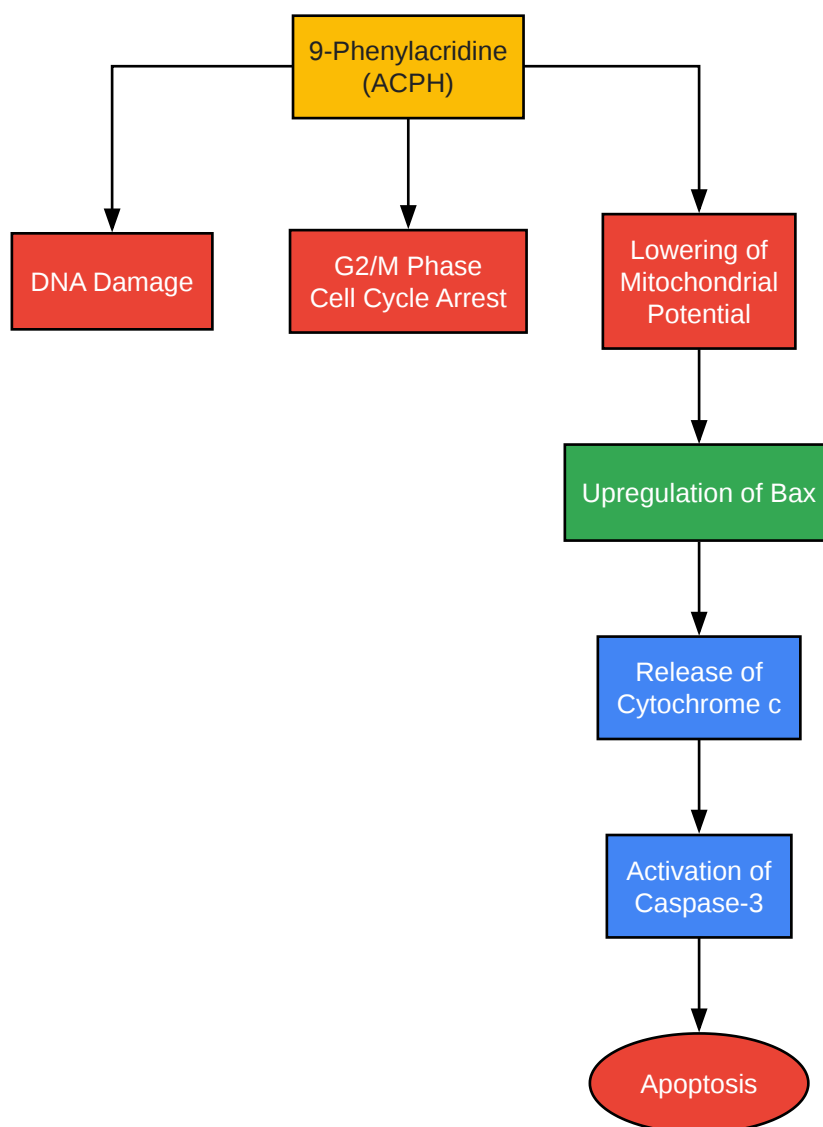 9-Phenylacridine
(ACPH)
DNA Damage
G2/M Phase
Cell Cycle Arrest
Lowering of
Mitochondrial
Potential
Upregulation of Bax
Release of
Cytochrome c
Activation of
Caspase-3
Apoptosis